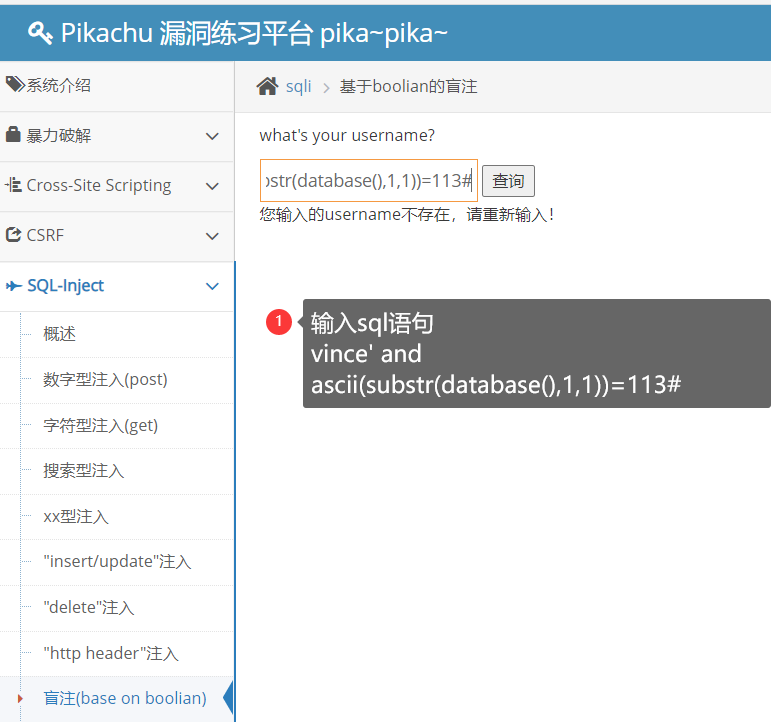 Pikachu 漏洞练习平台 pika~pika~
系统介绍
暴力破解
Cross-Site Scripting
CSRF
SQL-Inject
概述
数字型注入(post)
字符型注入(get)
搜索型注入
xx型注入
"insert/update"注入
"delete"注入
"http header"注入
盲注(base on boolian)
sqli > 基于boolian的盲注
what's your username?
ostr(database(),1,1))=113# 查询
您输入的username不存在，请重新输入！
1
输入sql语句
vince' and
ascii(substr(database(),1,1))=113#